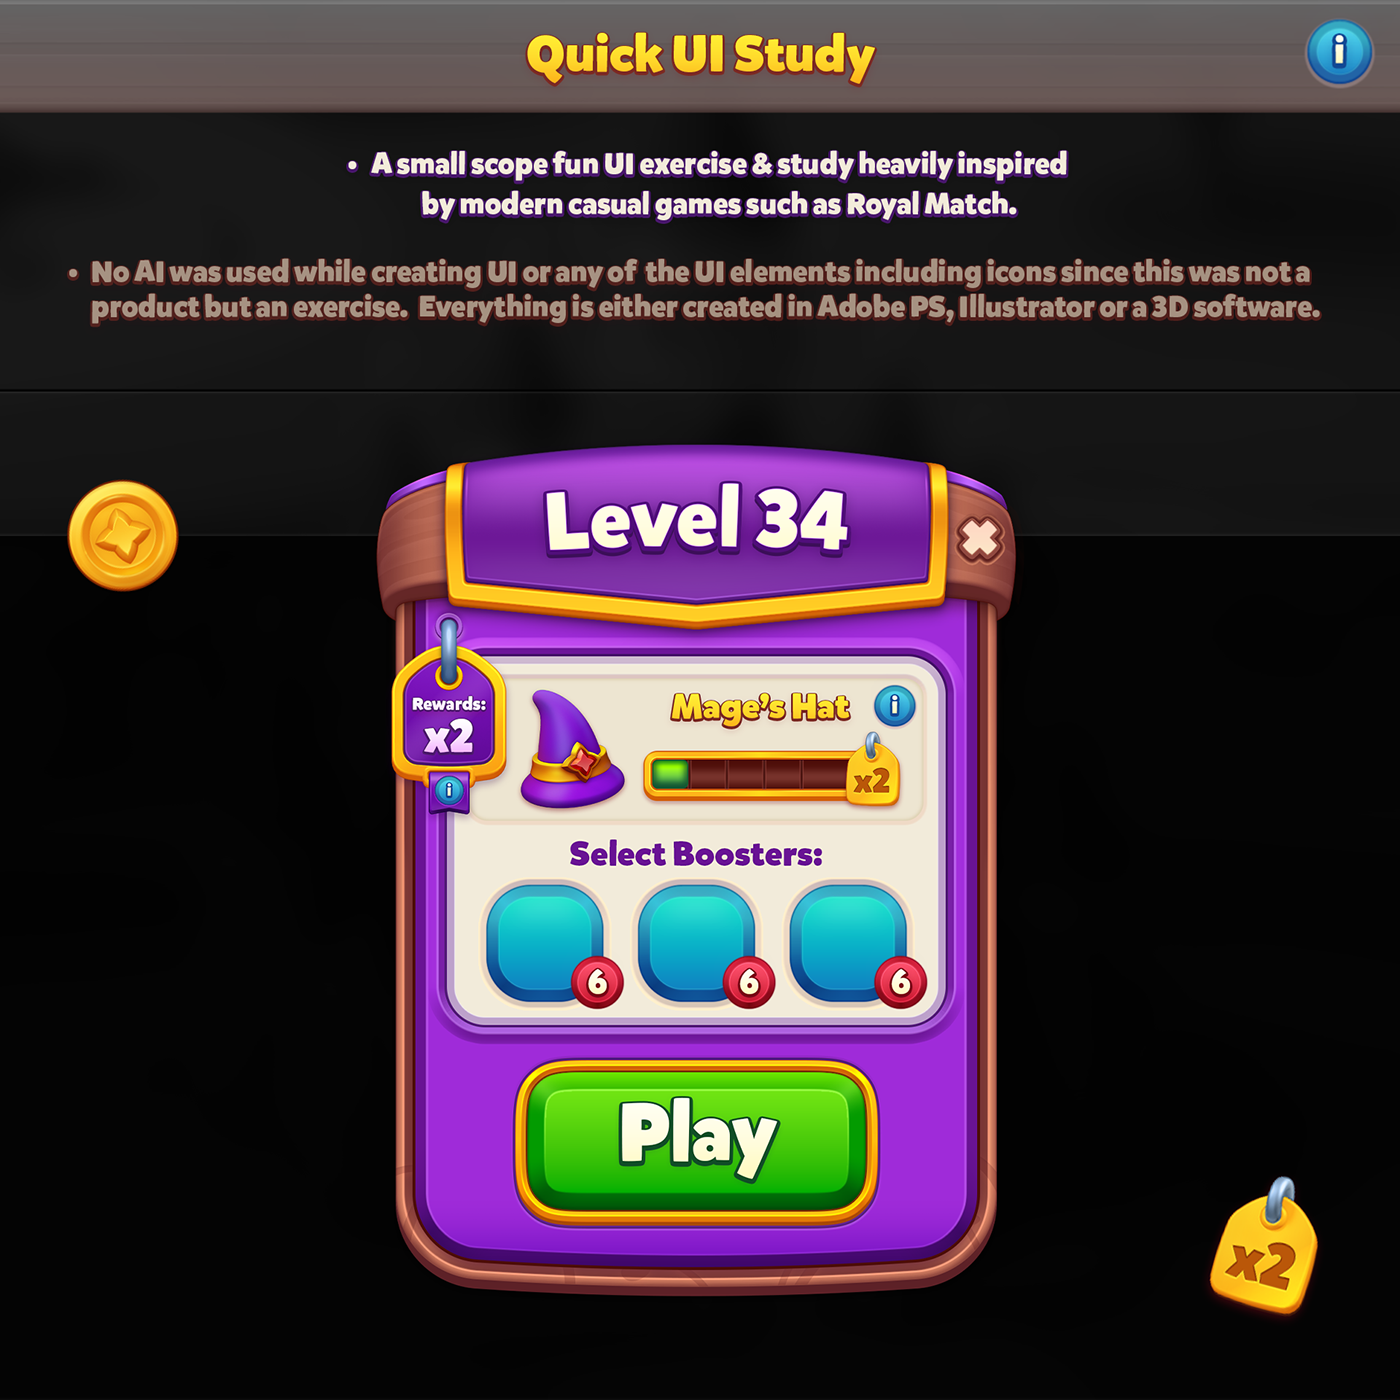 Quick UI Study
i
• A small scope fun UI exercise & study heavily inspired
by modern casual games such as Royal Match.
• No AI was used while creating UI or any of the UI elements including icons since this was not a
product but an exercise. Everything is either created in Adobe PS, Illustrator or a 3D software.
Level 34
Rewards:
x2
i
Mage's Hat
i
x2
Select Boosters:
6
6
6
Play
x2